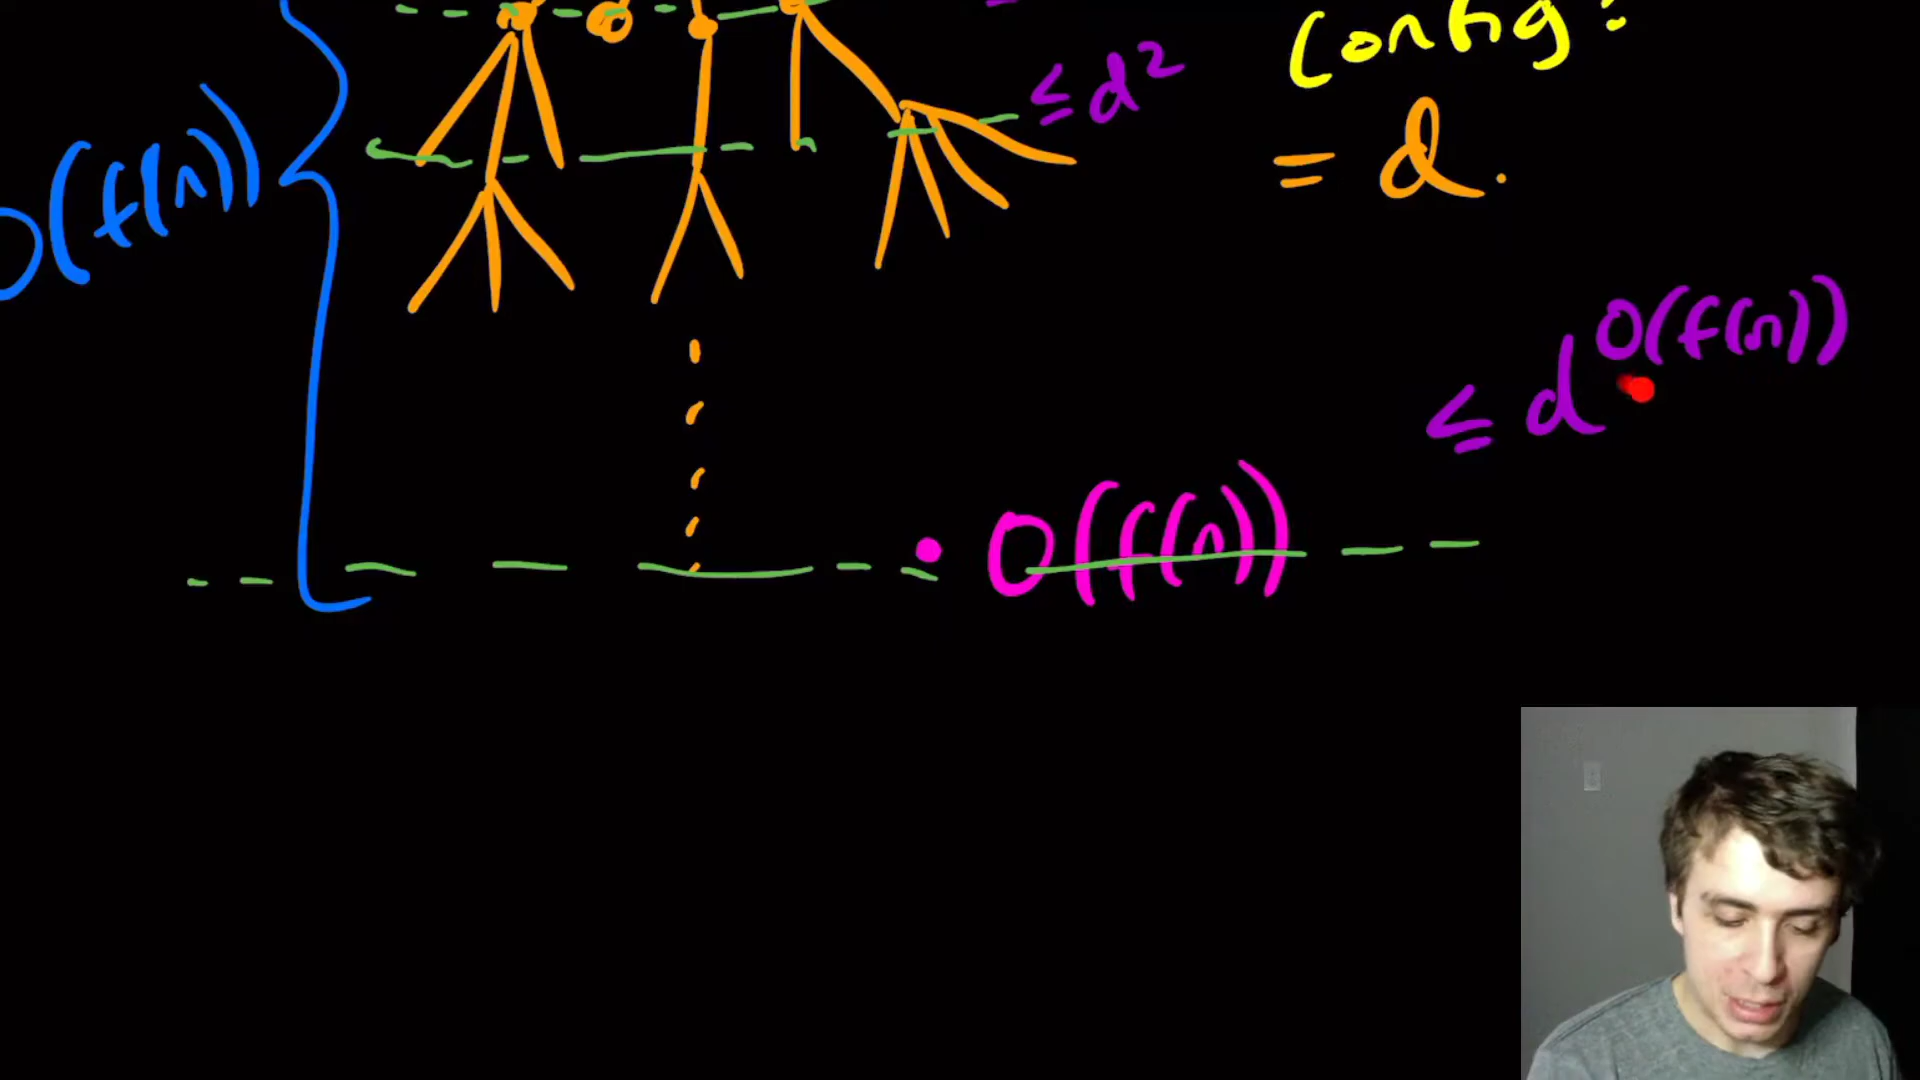 config?
≤ d²
= d.
O(f(n))
≤ d^O(f(n))
• O(f(n))